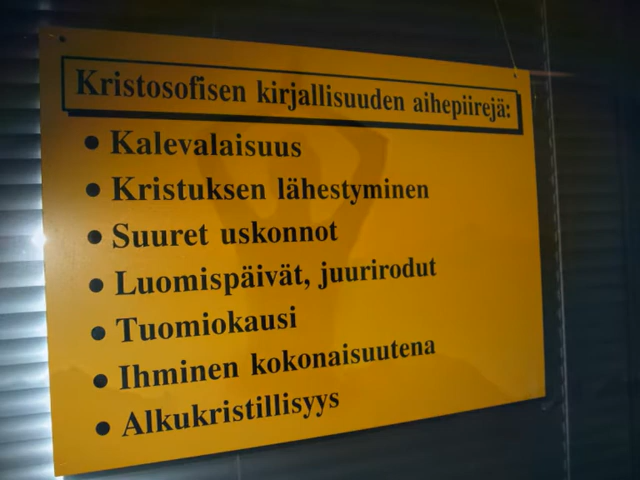 Kristosofisen kirjallisuuden aihepiirejä:
• Kalevalaisuus
• Kristuksen lähestyminen
• Suuret uskonnot
• Luomispäivät, juurirodut
• Tuomiokausi
• Ihminen kokonaisuutena
• Alkukristillisyys